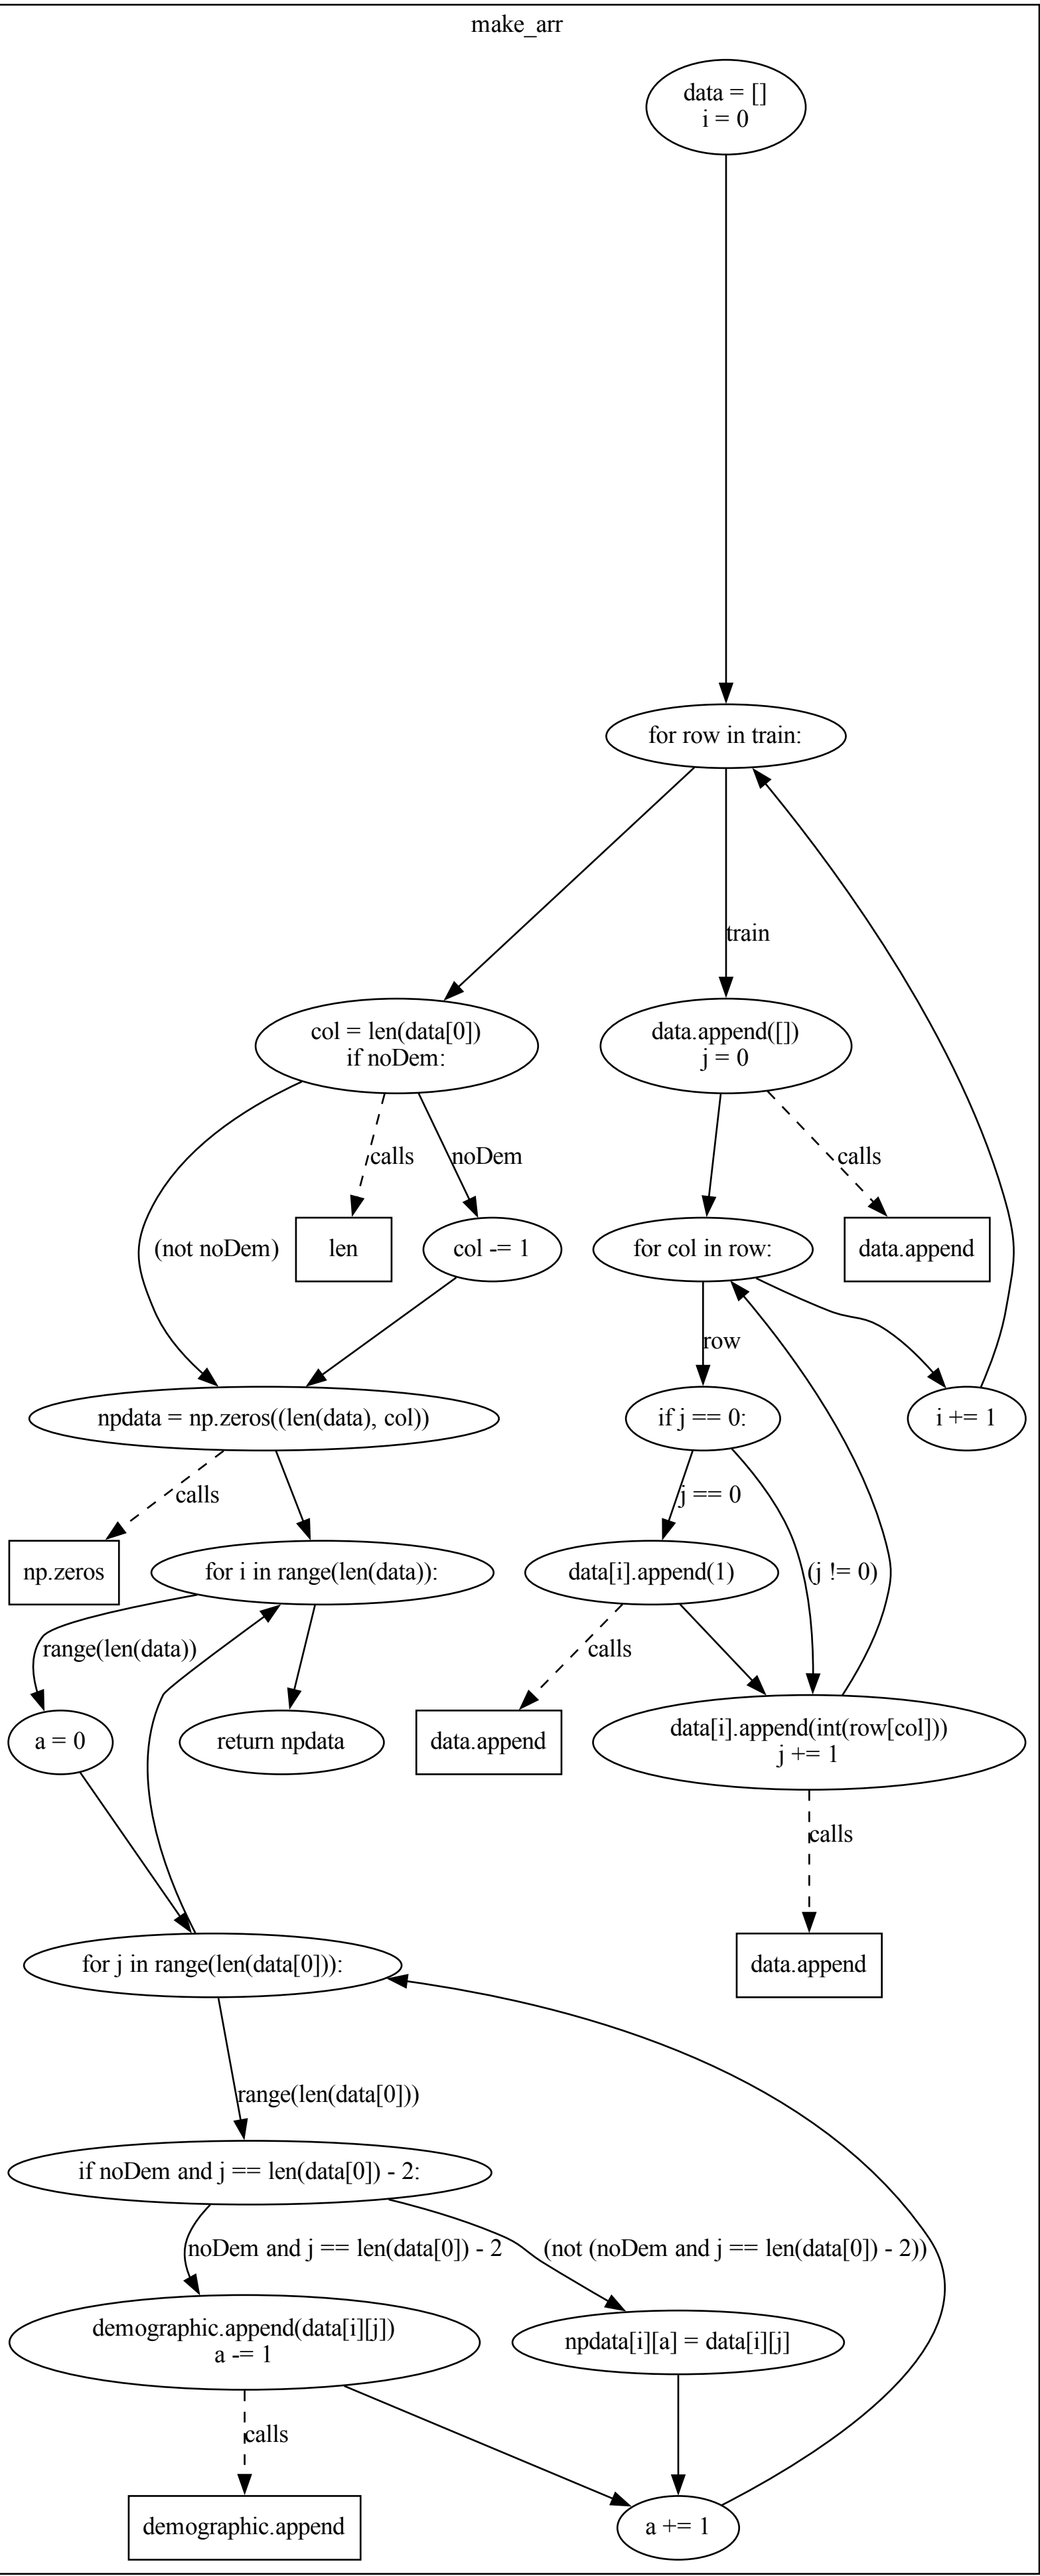 make_arr
data = []
i = 0
for row in train:
train
col = len(data[0])
if noDem:
data.append([])
j = 0
calls
noDem
calls
(not noDem)
len
col -= 1
for col in row:
data.append
row
npdata = np.zeros((len(data), col))
if j == 0:
i += 1
calls
j == 0
np.zeros
for i in range(len(data)):
data[i].append(1)
(j != 0)
range(len(data))
calls
a = 0
return npdata
data.append
data[i].append(int(row[col]))
j += 1
calls
for j in range(len(data[0])):
data.append
range(len(data[0]))
if noDem and j == len(data[0]) - 2:
noDem and j == len(data[0]) - 2
(not (noDem and j == len(data[0]) - 2))
demographic.append(data[i][j])
a -= 1
npdata[i][a] = data[i][j]
calls
demographic.append
a += 1